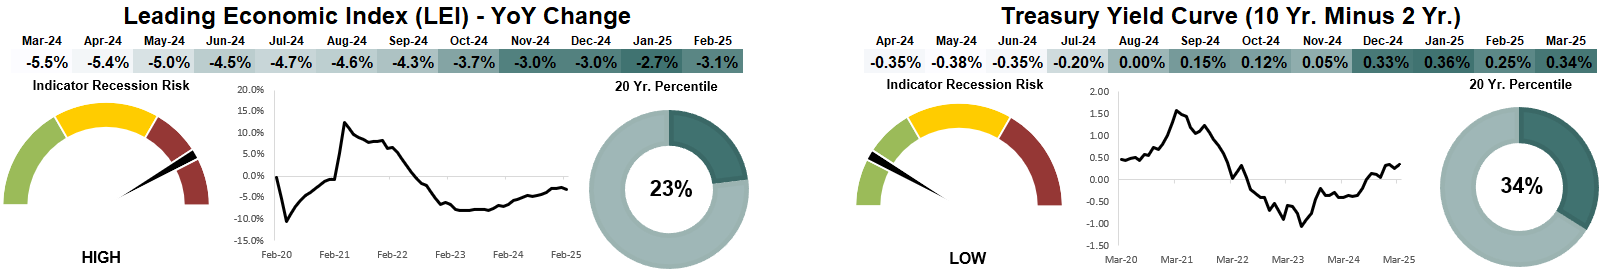 Leading Economic Index (LEI) - YoY Change
Mar-24 Apr-24 May-24 Jun-24 Jul-24 Aug-24 Sep-24 Oct-24 Nov-24 Dec-24 Jan-25 Feb-25
-5.5% -5.4% -5.0% -4.5% -4.7% -4.6% -4.3% -3.7% -3.0% -3.0% -2.7% -3.1%
Indicator Recession Risk
HIGH
20.0%
15.0%
10.0%
5.0%
0.0%
-5.0%
-10.0%
-15.0%
Feb-20 Feb-21 Feb-22 Feb-23 Feb-24 Feb-25
20 Yr. Percentile
23%
Treasury Yield Curve (10 Yr. Minus 2 Yr.)
Apr-24 May-24 Jun-24 Jul-24 Aug-24 Sep-24 Oct-24 Nov-24 Dec-24 Jan-25 Feb-25 Mar-25
-0.35% -0.38% -0.35% -0.20% 0.00% 0.15% 0.12% 0.05% 0.33% 0.36% 0.25% 0.34%
Indicator Recession Risk
LOW
2.00
1.50
1.00
0.50
0.00
-0.50
-1.00
-1.50
Mar-20 Mar-21 Mar-22 Mar-23 Mar-24 Mar-25
20 Yr. Percentile
34%